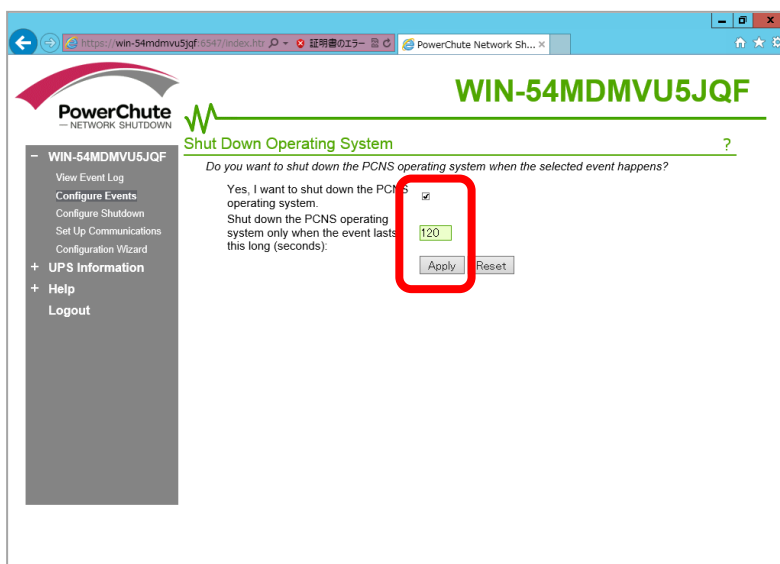 https://win-54mdmvu5jqf:6547/index.htr
証明書のエラー
PowerChute Network Sh...
PowerChute
NETWORK SHUTDOWN
WIN-54MDMVU5JQF
Shut Down Operating System
?
Do you want to shut down the PCNS operating system when the selected event happens?
Yes, I want to shut down the PCNS
operating system.
Shut down the PCNS operating
system only when the event lasts
this long (seconds):
120
Apply
Reset
WIN-54MDMVU5JQF
View Event Log
Configure Events
Configure Shutdown
Set Up Communications
Configuration Wizard
UPS Information
Help
Logout